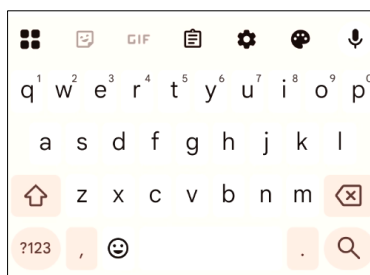 GIF
q1 w2 e3 r4 t5 y6 u7 i8 o9 p0
a s d f g h j k l
z x c v b n m
?123 , .